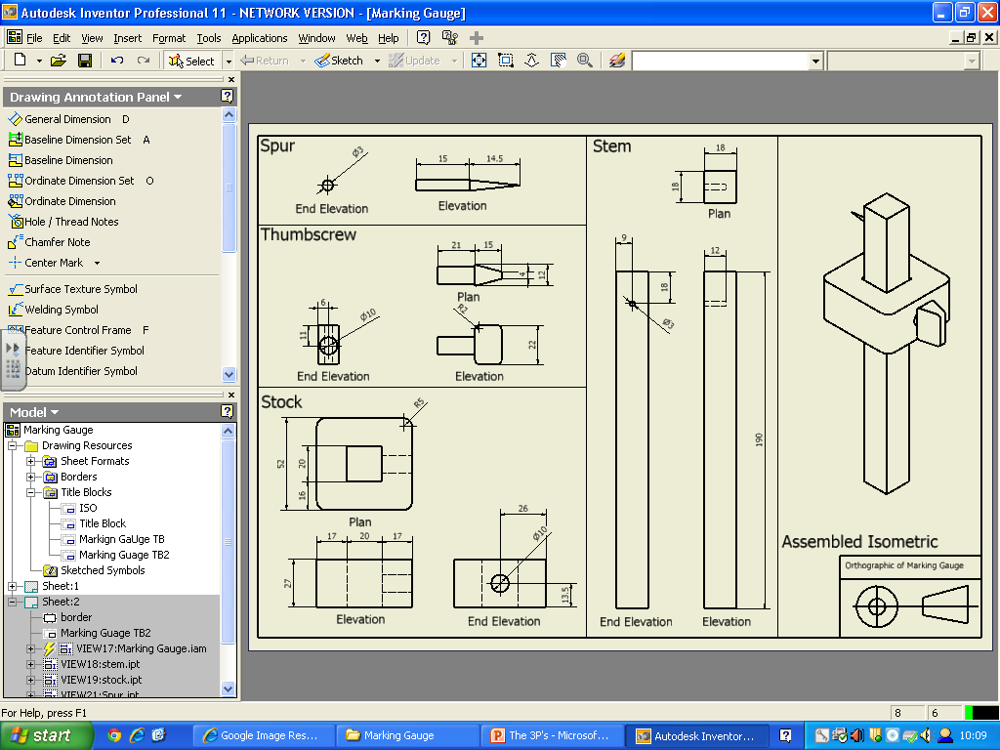 Autodesk Inventor Professional 11 - NETWORK VERSION - [Marking Gauge]
File Edit View Insert Format Tools Applications Window Web Help
Select Return Sketch Update
Drawing Annotation Panel
General Dimension D
Baseline Dimension Set A
Baseline Dimension
Ordinate Dimension Set O
Ordinate Dimension
Hole / Thread Notes
Chamfer Note
Center Mark
Surface Texture Symbol
Welding Symbol
Feature Control Frame F
Feature Identifier Symbol
Datum Identifier Symbol
Model
Marking Gauge
Drawing Resources
Sheet Formats
Borders
Title Blocks
ISO
Title Block
Markign GaUge TB
Marking Guage TB2
Sketched Symbols
Sheet:1
Sheet:2
border
Marking Guage TB2
VIEW17:Marking Gauge.iam
VIEW18:stem.ipt
VIEW19:stock.ipt
VIEW21:Spur.ipt
Spur
Ø3
End Elevation
15 14.5
Elevation
Thumbscrew
21 15
4 12
Plan
6
Ø10
11
End Elevation
R2
22
Elevation
Stock
R5
52
20
16
Plan
17 20 17
27
Elevation
26
Ø10
13.5
End Elevation
Stem
18
18
Plan
9
18
Ø3
End Elevation
12
190
Elevation
Assembled Isometric
Orthographic of Marking Gauge
For Help, press F1
8 6
start
Google Image Res...
Marking Gauge
The 3P's - Microsof...
Autodesk Inventor...
10:09